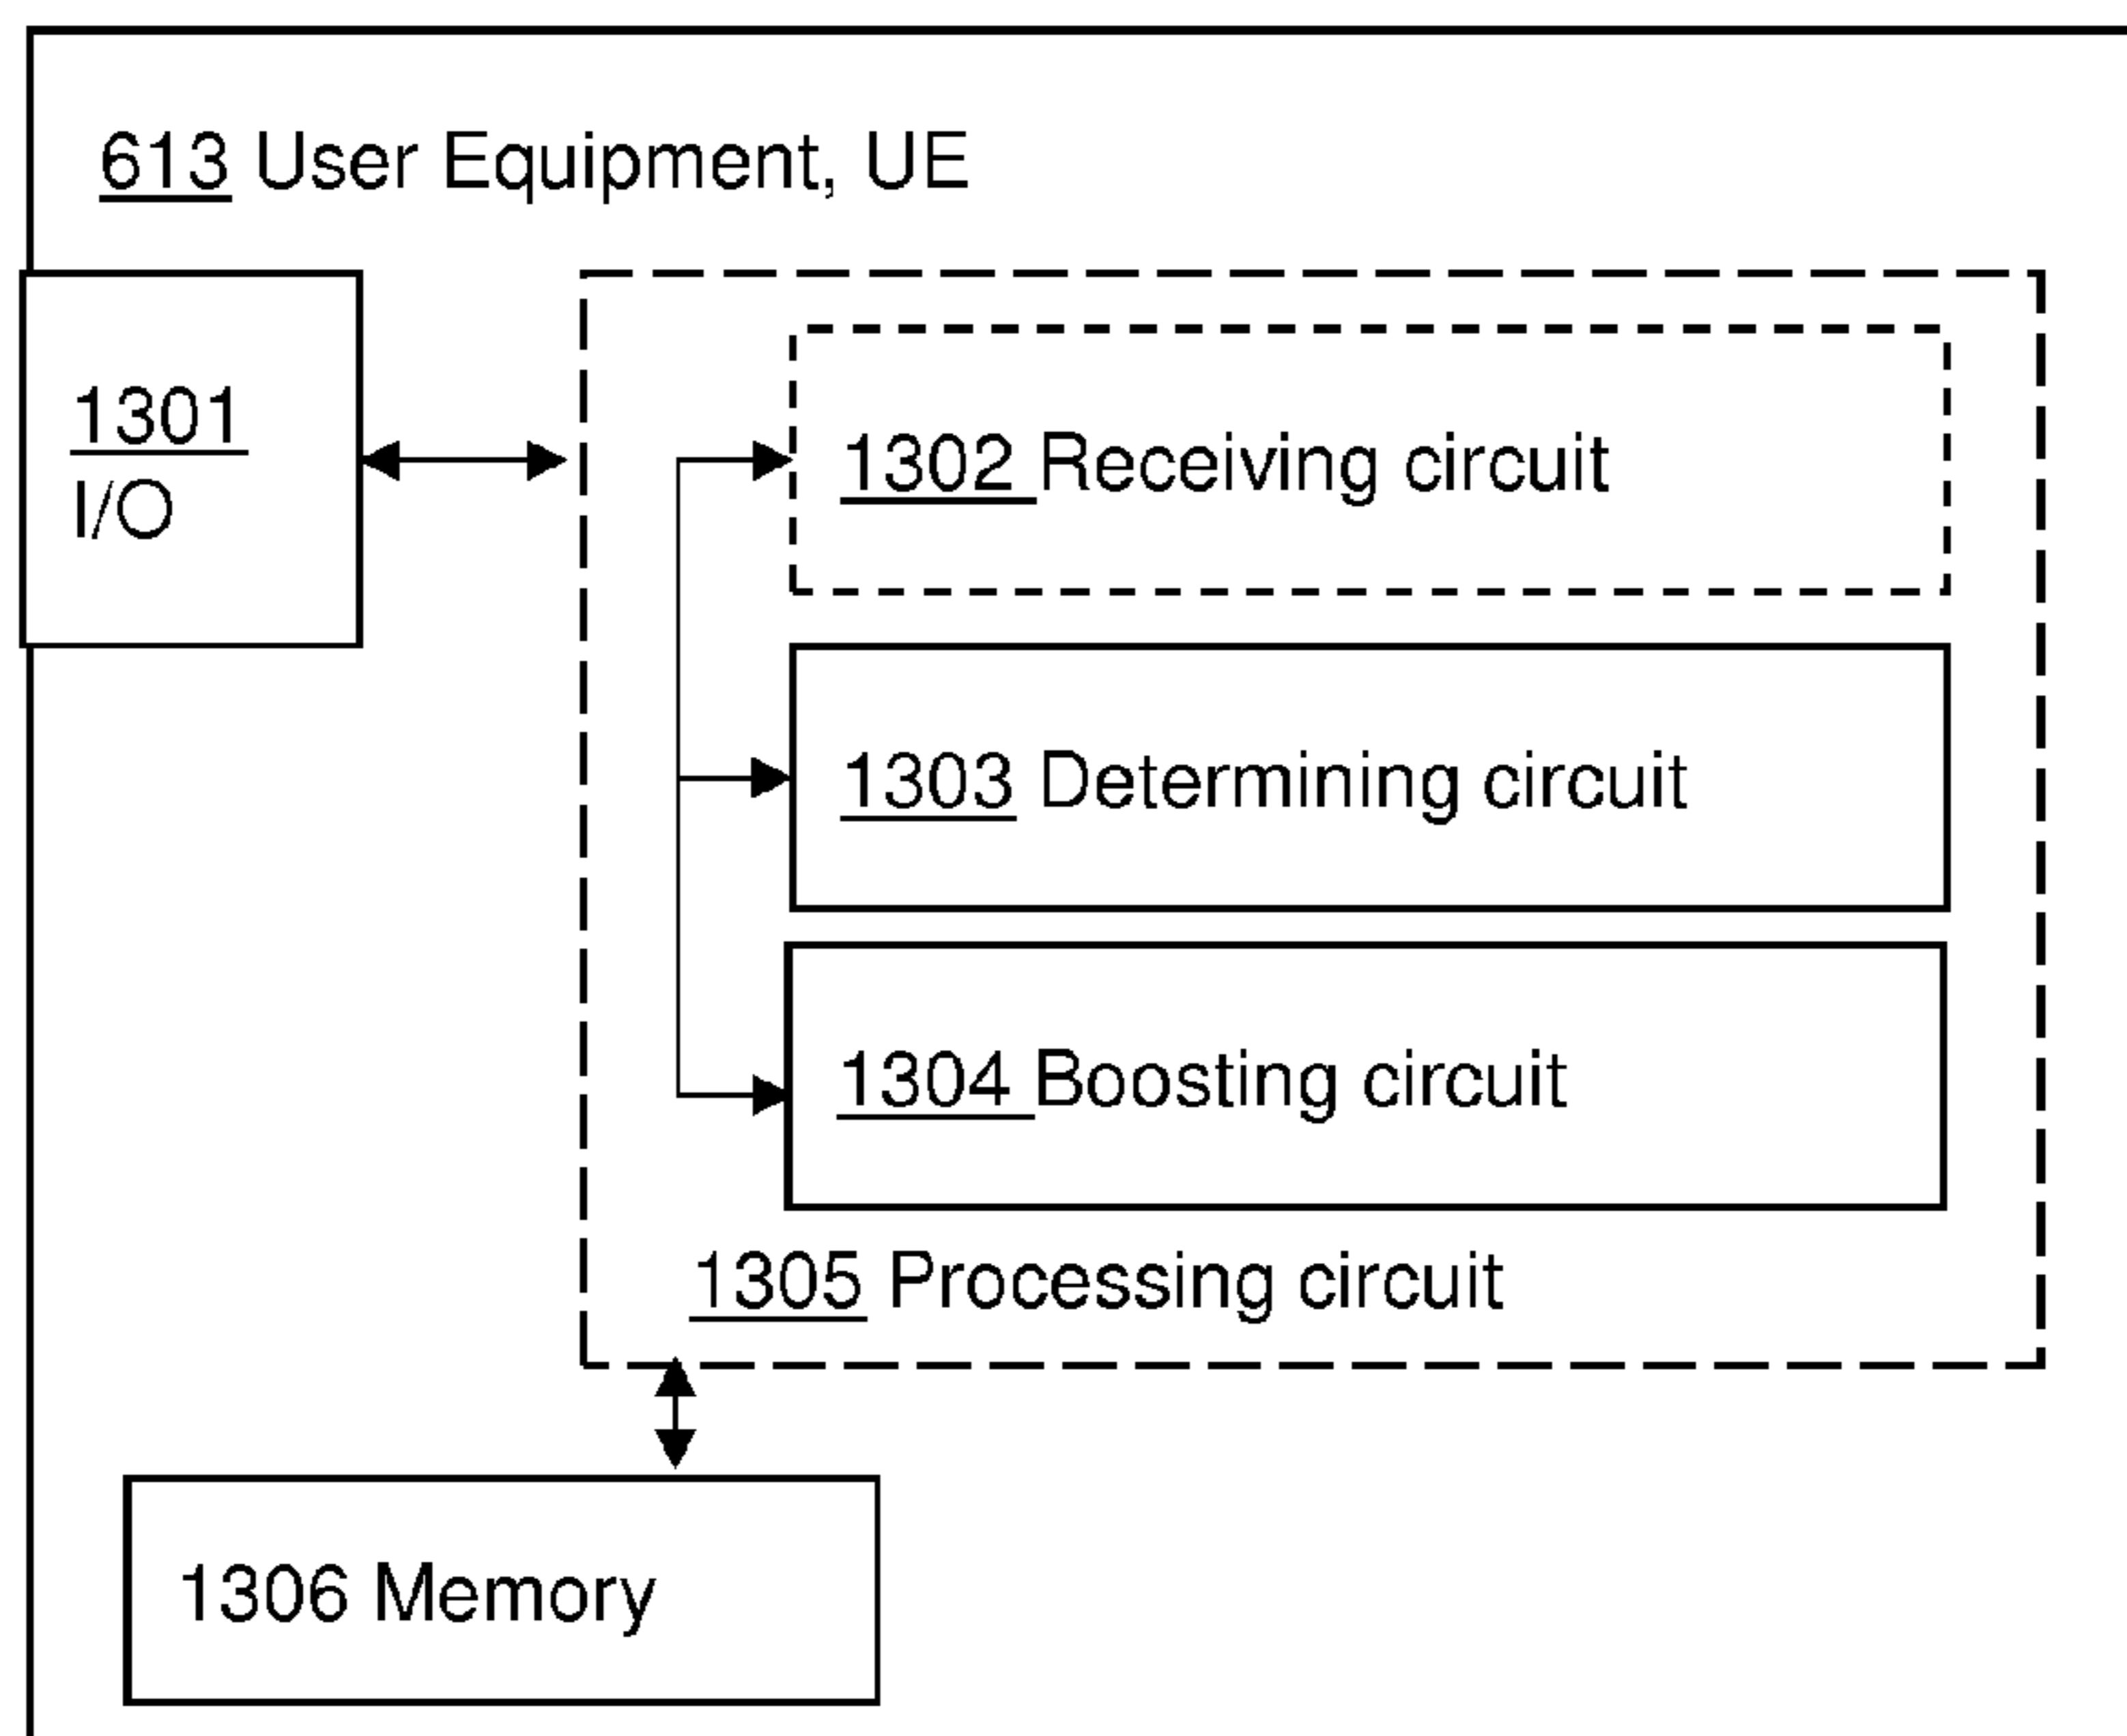 613 User Equipment, UE
1301
I/O
1302 Receiving circuit
1303 Determining circuit
1304 Boosting circuit
1305 Processing circuit
1306 Memory